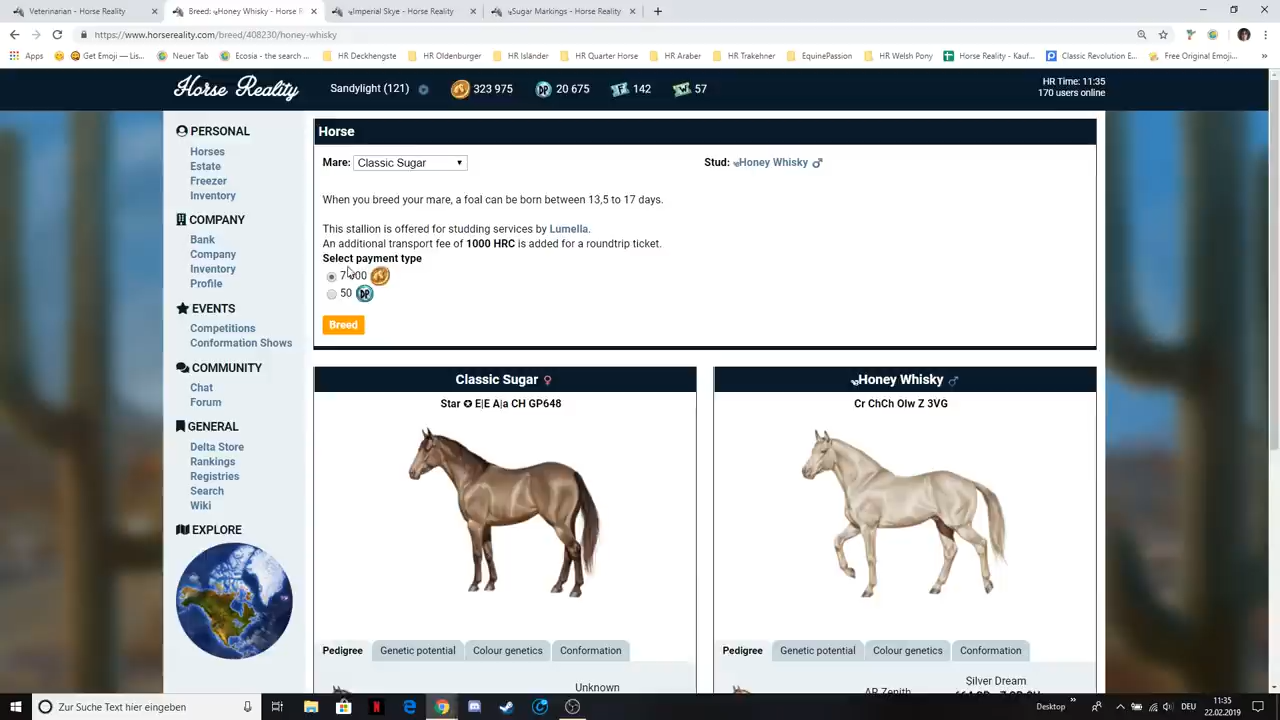 Veterinarian - Horse Reality
Breed: Honey Whisky - Horse R
Imperial Skye - Horse Reality
Sugar Markings - Horse Reality
https://www.horsereality.com/breed/408230/honey-whisky
Apps
Get Emoji — Lis...
Neuer Tab
Ecosia - the search ...
HR Deckhengste
HR Oldenburger
HR Isländer
HR Quarter Horse
HR Araber
HR Trakehner
EquinePassion
HR Welsh Pony
Horse Reality - Kauf...
Classic Revolution E...
Free Original Emoji...
Horse Reality
Sandylight (121)
323 975
DP 20 675
142
57
HR Time: 11:35
170 users online
PERSONAL
Horses
Estate
Freezer
Inventory
COMPANY
Bank
Company
Inventory
Profile
EVENTS
Competitions
Conformation Shows
COMMUNITY
Chat
Forum
GENERAL
Delta Store
Rankings
Registries
Search
Wiki
EXPLORE
Horse
Mare: Classic Sugar
Stud: Honey Whisky ♂
When you breed your mare, a foal can be born between 13,5 to 17 days.
This stallion is offered for studding services by Lumella.
An additional transport fee of 1000 HRC is added for a roundtrip ticket.
Select payment type
50 DP
Breed
Classic Sugar ♀
Star ✪ E|E A|a CH GP648
Pedigree
Genetic potential
Colour genetics
Conformation
Unknown
Honey Whisky ♂
Cr ChCh Olw Z 3VG
Pedigree
Genetic potential
Colour genetics
Conformation
Silver Dream
AR Zenith
Zur Suche Text hier eingeben
Desktop
DEU
11:35
22.02.2019